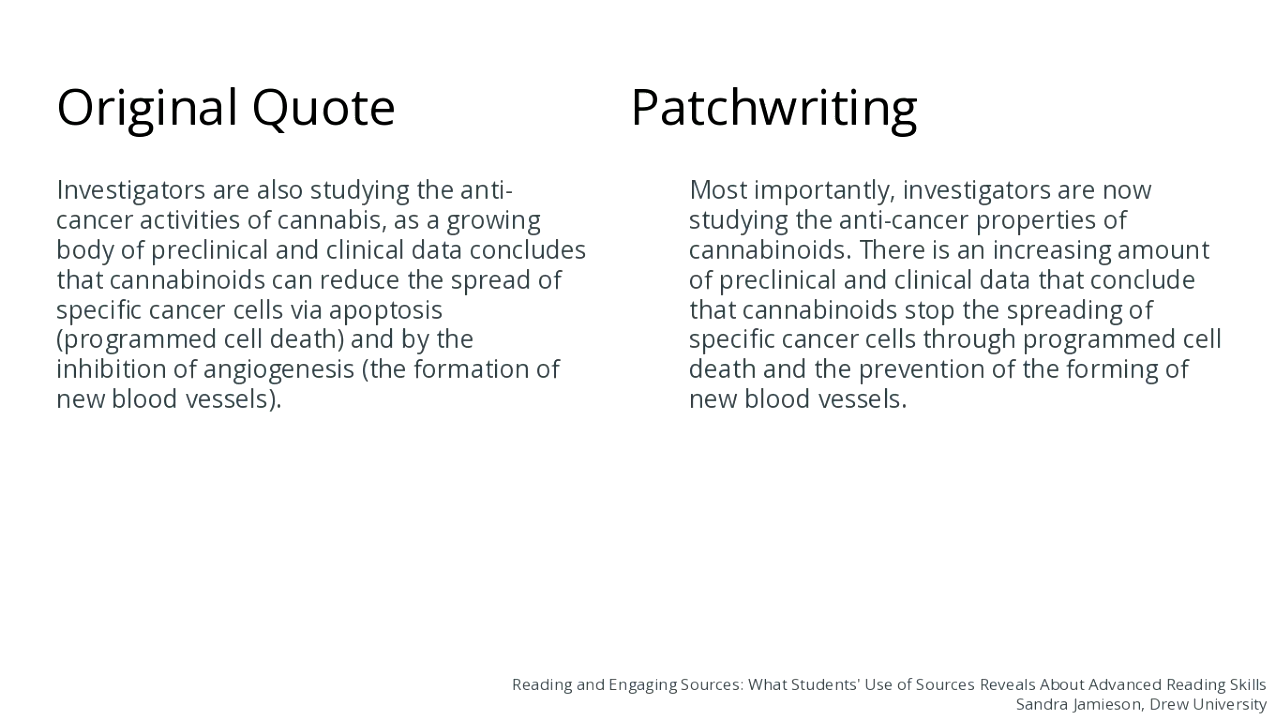 Original Quote
Investigators are also studying the anti-
cancer activities of cannabis, as a growing
body of preclinical and clinical data concludes
that cannabinoids can reduce the spread of
specific cancer cells via apoptosis
(programmed cell death) and by the
inhibition of angiogenesis (the formation of
new blood vessels).
Patchwriting
Most importantly, investigators are now
studying the anti-cancer properties of
cannabinoids. There is an increasing amount
of preclinical and clinical data that conclude
that cannabinoids stop the spreading of
specific cancer cells through programmed cell
death and the prevention of the forming of
new blood vessels.
Reading and Engaging Sources: What Students' Use of Sources Reveals About Advanced Reading Skills
Sandra Jamieson, Drew University